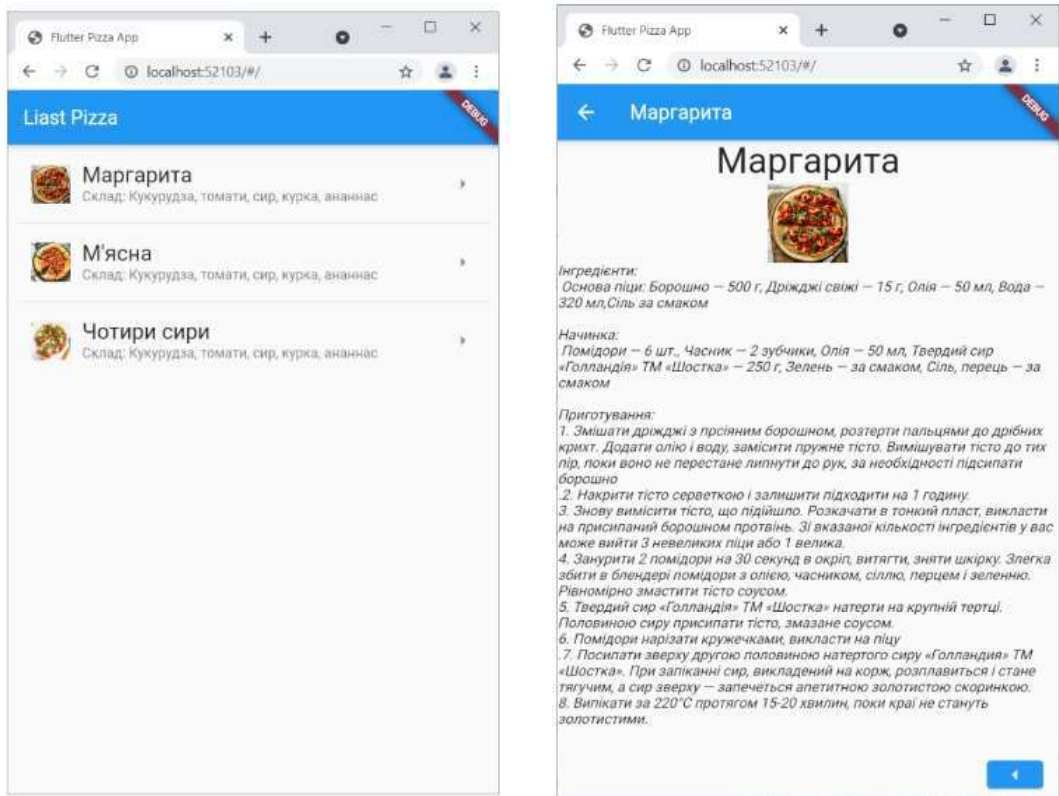 Flutter Pizza App
localhost:52103/#/
Liast Pizza
DEBUG
Маргарита
Склад: Кукурудза, томати, сир, курка, ананнас
М'ясна
Склад: Кукурудза, томати, сир, курка, ананнас
Чотири сири
Склад: Кукурудза, томати, сир, курка, ананнас
Flutter Pizza App
localhost:52103/#/
Маргарита
DEBUG
Маргарита
Інгредієнти:
Основа піци: Борошно — 500 г, Дріжджі свіжі — 15 г, Олія — 50 мл, Вода —
320 мл,Сіль за смаком
Начинка:
Помідори — 6 шт., Часник — 2 зубчики, Олія — 50 мл, Твердий сир
«Голландія» ТМ «Шостка» — 250 г, Зелень — за смаком, Сіль, перець — за
смаком
Приготування:
1. Змішати дріжджі з прсіяним борошном, розтерти пальцями до дрібних
крихт. Додати олію і воду, замісити пружне тісто. Вимішувати тісто до тих
пір, поки воно не перестане липнути до рук, за необхідності підсипати
борошно
.2. Накрити тісто серветкою і залишити підходити на 1 годину.
3. Знову вимісити тісто, що підійшло. Розкачати в тонкий пласт, викласти
на присипаний борошном протвінь. Зі вказаної кількості інгредієнтів у вас
може вийти 3 невеликих піци або 1 велика.
4. Занурити 2 помідори на 30 секунд в окріп, витягти, зняти шкірку. Злегка
збити в блендері помідори з олією, часником, сіллю, перцем і зеленню.
Рівномірно змастити тісто соусом.
5. Твердий сир «Голландія» ТМ «Шостка» натерти на крупній тертці.
Половиною сиру присипати тісто, змазане соусом.
6. Помідори нарізати кружечками, викласти на піцу
.7. Посипати зверху другою половиною натертого сиру «Голландия» ТМ
«Шостка». При запіканні сир, викладений на корж, розплавиться і стане
тягучим, а сир зверху — запечеться апетитною золотистою скоринкою.
8. Випікати за 220°С протягом 15-20 хвилин, поки краї не стануть
золотистими.